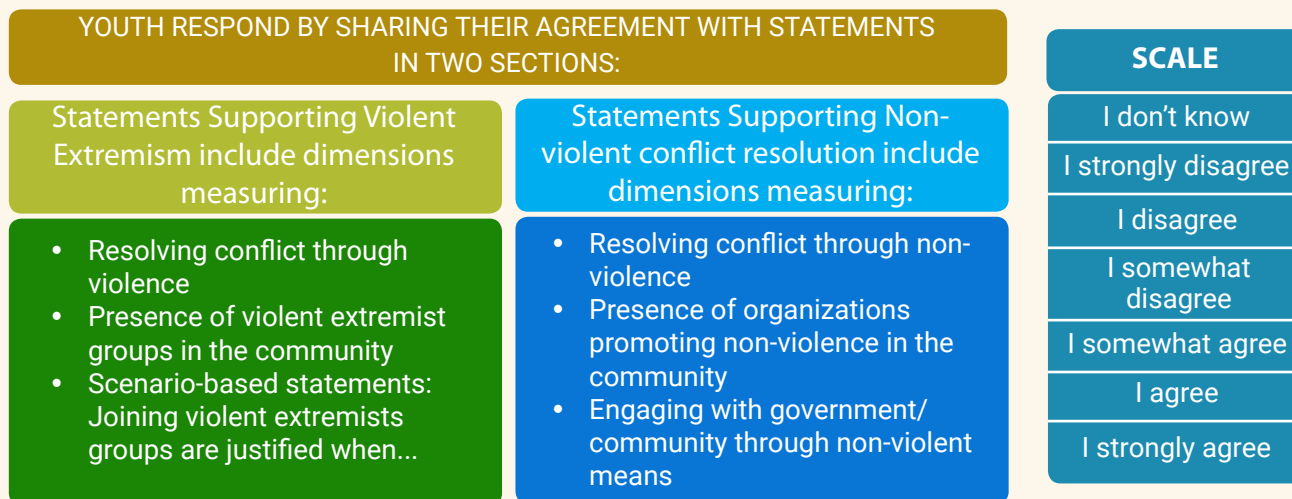 YOUTH RESPOND BY SHARING THEIR AGREEMENT WITH STATEMENTS
IN TWO SECTIONS:
Statements Supporting Violent
Extremism include dimensions
measuring:
• Resolving conflict through
violence
• Presence of violent extremist
groups in the community
• Scenario-based statements:
Joining violent extremists
groups are justified when...
Statements Supporting Non-
violent conflict resolution include
dimensions measuring:
• Resolving conflict through non-
violence
• Presence of organizations
promoting non-violence in the
community
• Engaging with government/
community through non-violent
means
SCALE
I don’t know
I strongly disagree
I disagree
I somewhat
disagree
I somewhat agree
I agree
I strongly agree